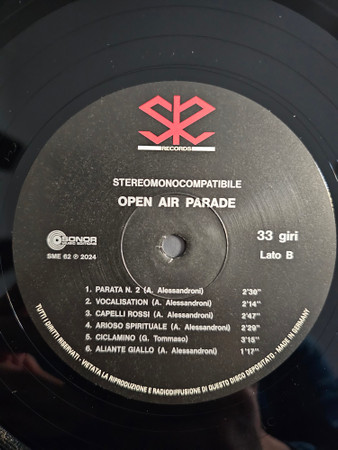 RECORDS
STEREOMONOCOMPATIBILE
OPEN AIR PARADE
33 giri
Lato B
SONOR
MUSIC EDITIONS
SME 62 ℗ 2024
1. PARATA N. 2 (A. Alessandroni) 2'30"
2. VOCALISATION (A. Alessandroni) 2'14"
3. CAPELLI ROSSI (A. Alessandroni) 2'47"
4. ARIOSO SPIRITUALE (A. Alessandroni) 2'29"
5. CICLAMINO (G. Tommaso) 3'15"
6. ALIANTE GIALLO (A. Alessandroni) 1'17"
TUTTI I DIRITTI RISERVATI. - VIETATA LA RIPRODUZIONE E RADIODIFFUSIONE DI QUESTO DISCO DEPOSITATO - MADE IN GERMANY